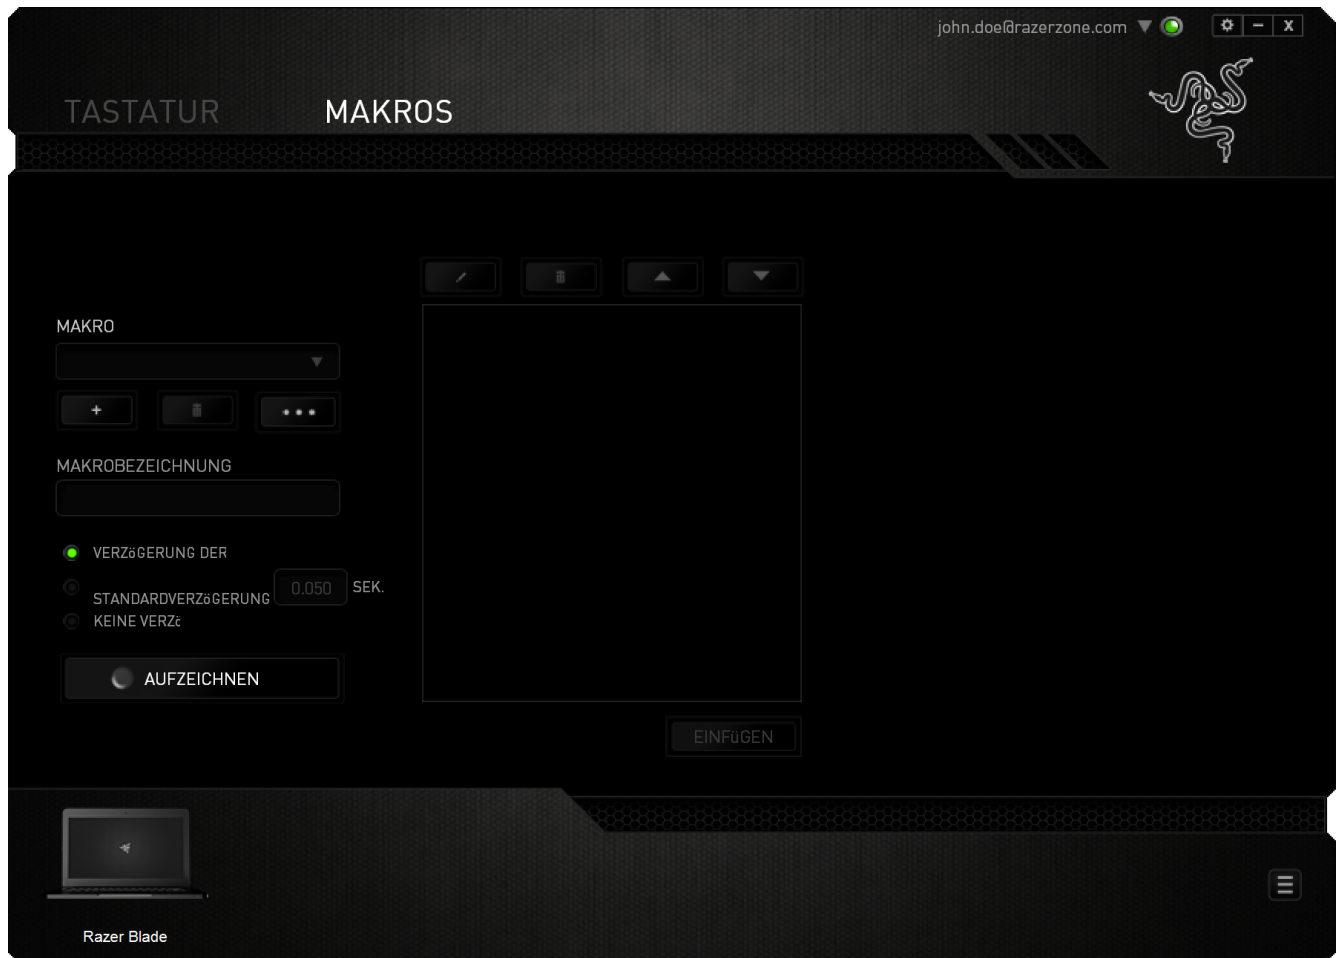 john.doe@razerzone.com
X
TASTATUR
MAKROS
MAKRO
MAKROBEZEICHNUNG
VERZöGERUNG DER
0.050 SEK.
STANDARDVERZöGERUNG
KEINE VERZö
AUFZEICHNEN
EINFüGEN
Razer Blade